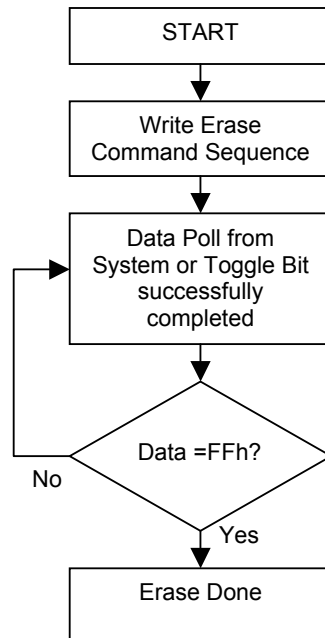 START
Write Erase
Command Sequence
Data Poll from
System or Toggle Bit
successfully
completed
Data =FFh?
No
Yes
Erase Done